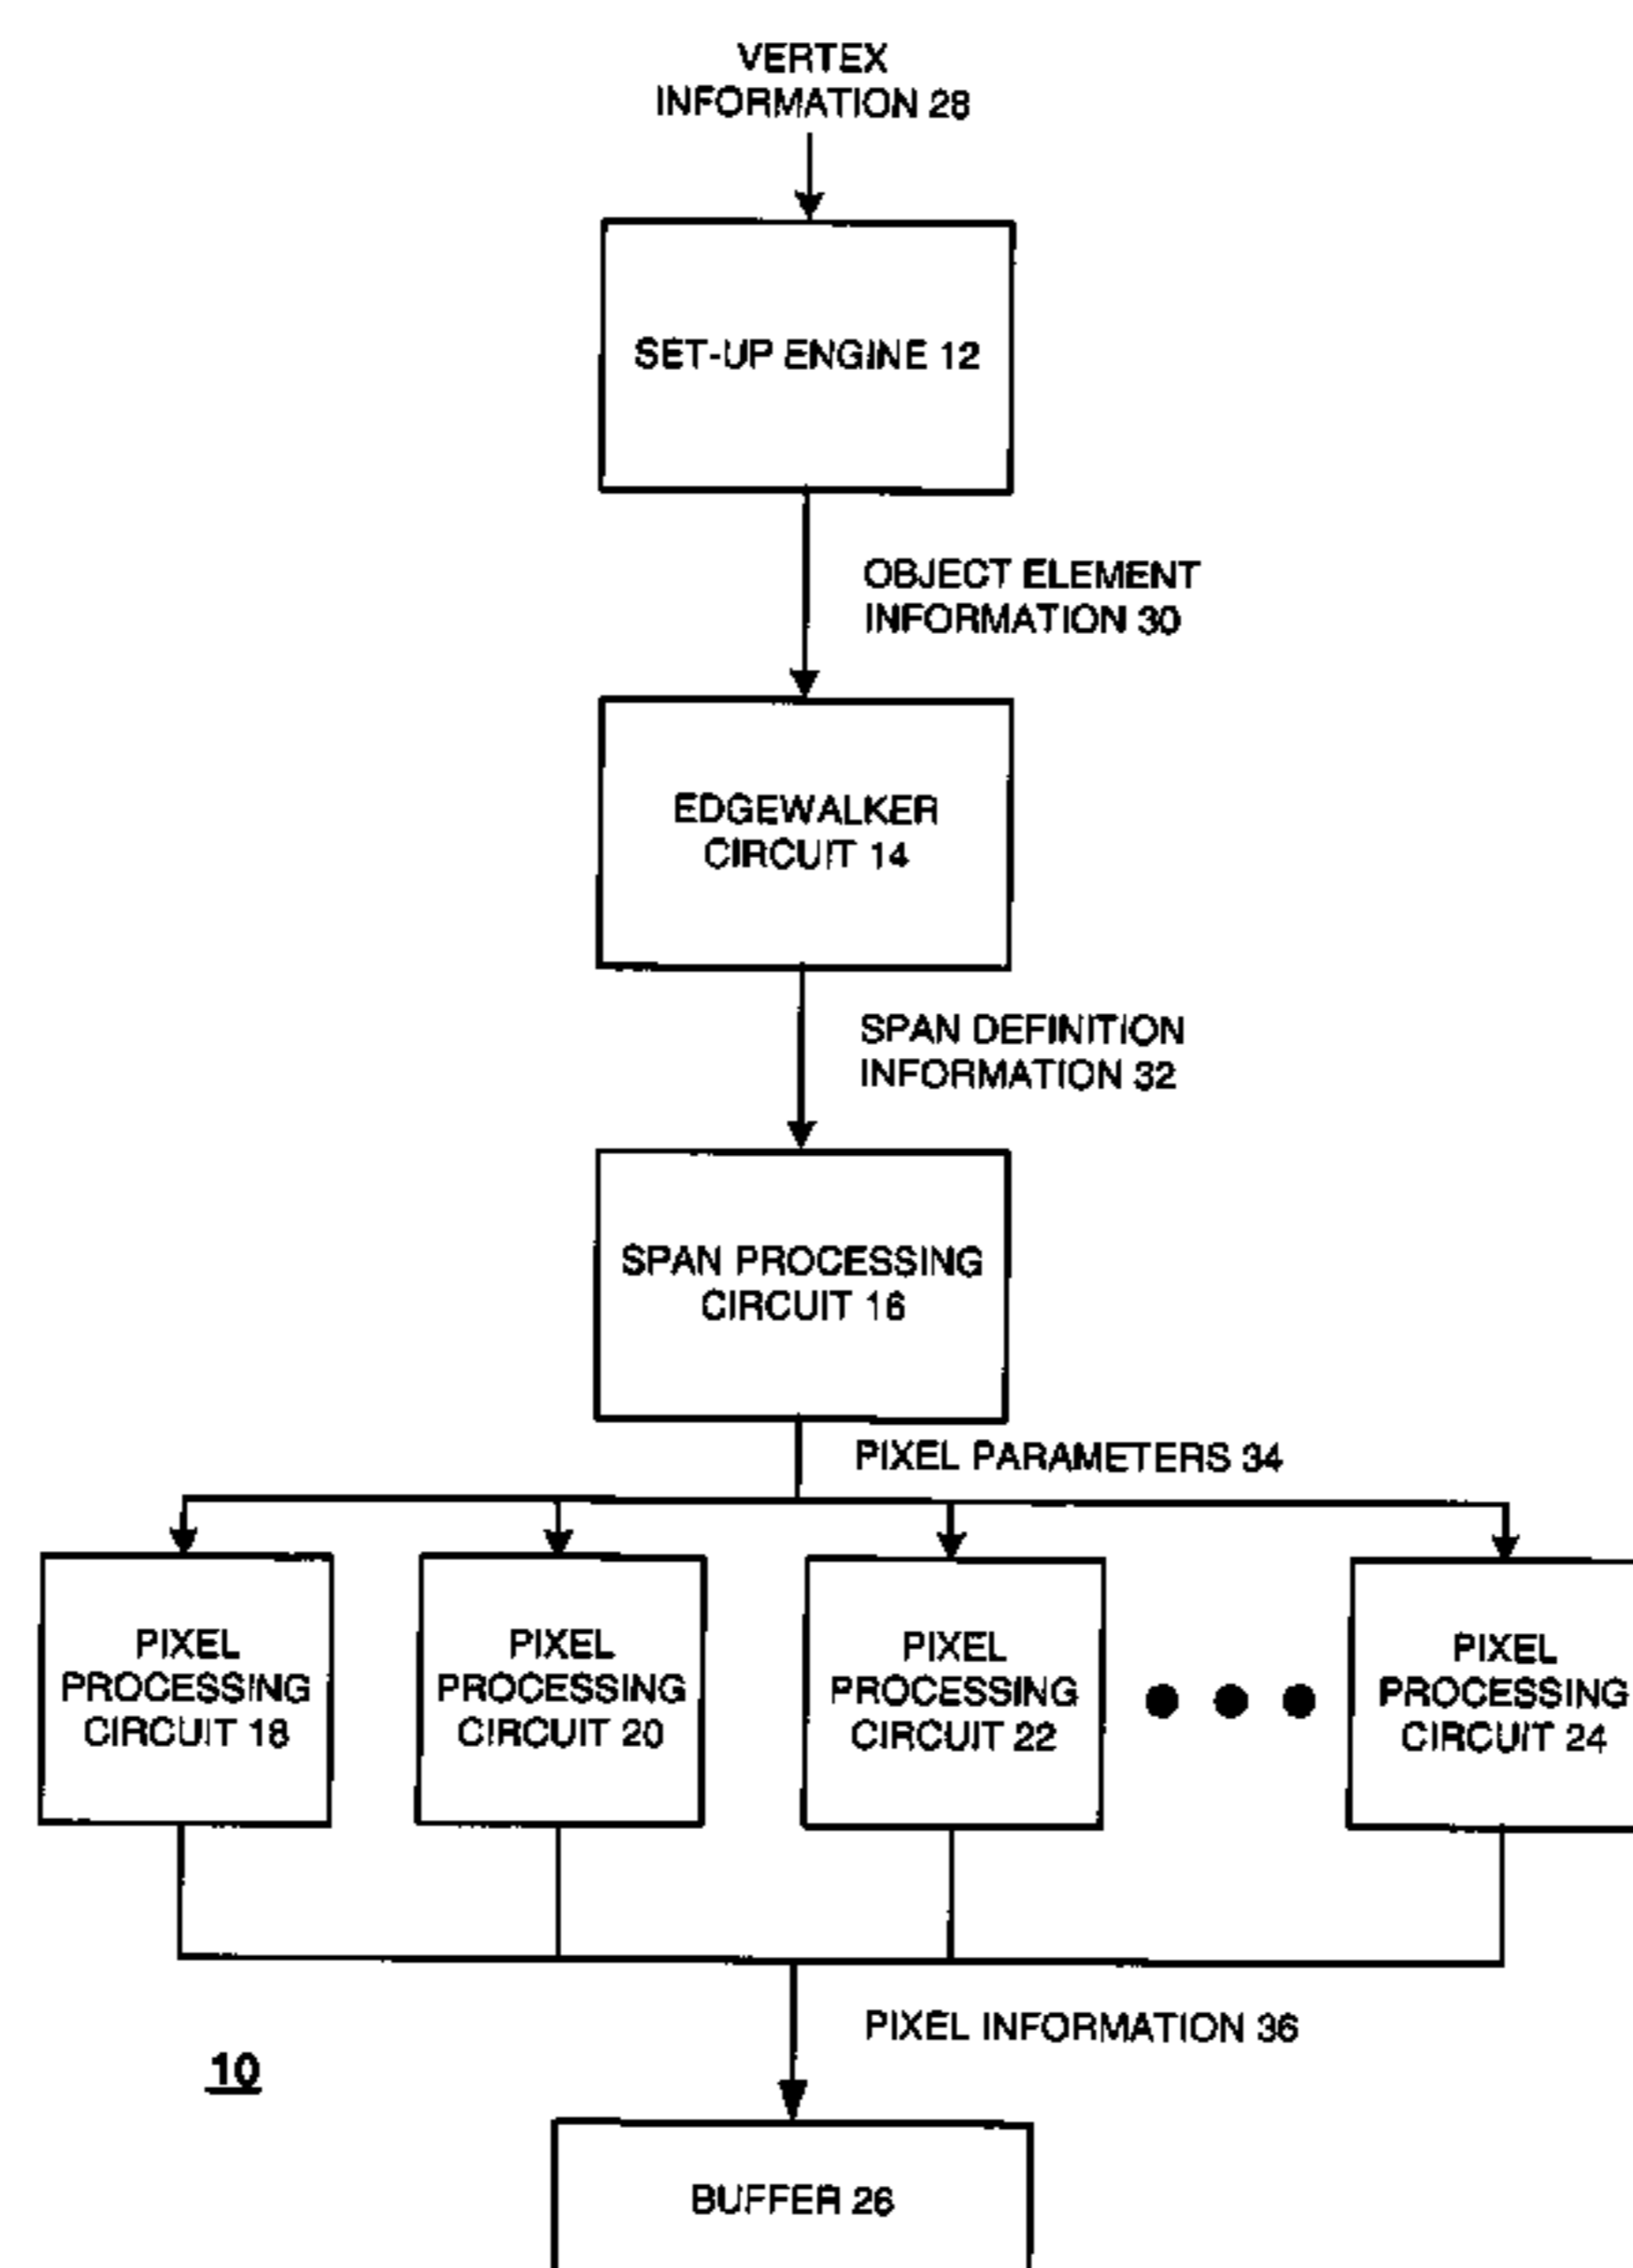 VERTEX
INFORMATION 28
SET-UP ENGINE 12
OBJECT ELEMENT
INFORMATION 30
EDGEWALKER
CIRCUIT 14
SPAN DEFINITION
INFORMATION 32
SPAN PROCESSING
CIRCUIT 16
PIXEL PARAMETERS 34
PIXEL
PROCESSING
CIRCUIT 18
PIXEL
PROCESSING
CIRCUIT 20
PIXEL
PROCESSING
CIRCUIT 22
PIXEL
PROCESSING
CIRCUIT 24
PIXEL INFORMATION 36
10
BUFFER 26